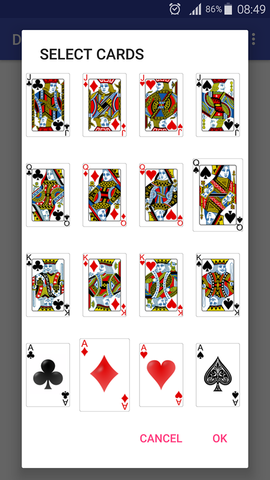 86% 08:49
D
SELECT CARDS
J J J J
Q Q Q Q
K K K K
A A A A
CANCEL OK